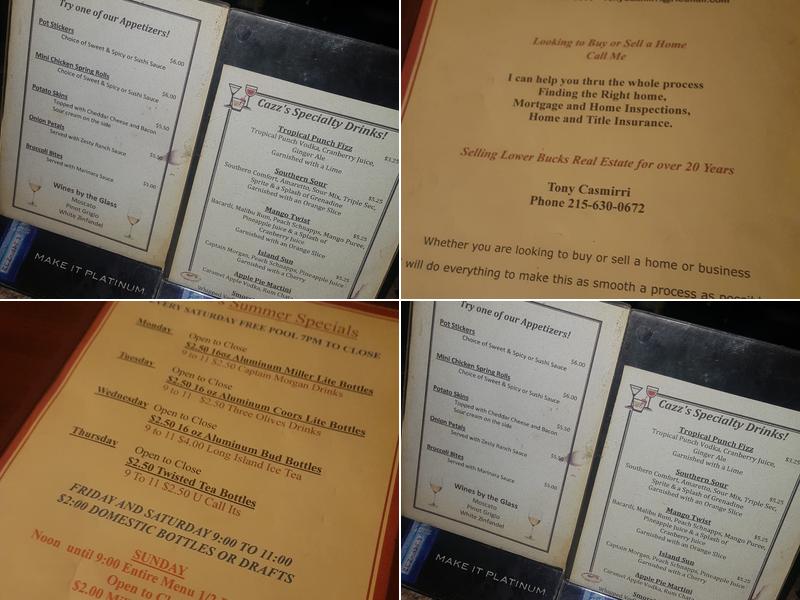 Try one of our Appetizers!
Pot Stickers
Choice of Sweet & Spicy or Sushi Sauce
$6.00
Mini Chicken Spring Rolls
Choice of Sweet & Spicy or Sushi Sauce
$6.00
Potato Skins
Topped with Cheddar Cheese and Bacon
Sour cream on the side
$5.50
Onion Petals
Served with Zesty Ranch Sauce
Broccoli Bites
Served with Marinara Sauce
$5.00
Wines by the Glass
Moscato
Pinot Grigio
White Zinfandel
MAKE IT PLATINUM
Cazz's Specialty Drinks!
Tropical Punch Fizz
Tropical Punch Vodka, Cranberry Juice,
Ginger Ale
Garnished with a Lime
$3.25
Southern Sour
Southern Comfort, Amaretto, Sour Mix, Triple Sec,
Sprite & a Splash of Grenadine
Garnished with an Orange Slice
$5.25
Mango Twist
Bacardi, Malibu Rum, Peach Schnapps, Mango Puree,
Pineapple Juice & a Splash of
Cranberry Juice
Garnished with an Orange Slice
$5.25
Island Sun
Captain Morgan, Peach Schnapps, Pineapple Juice
Garnished with a Cherry
$5.25
Apple Pie Martini
Caramel Apple Vodka, Rum Chata
Looking to Buy or Sell a Home
Call Me
I can help you thru the whole process
Finding the Right home,
Mortgage and Home Inspections,
Home and Title Insurance.
Selling Lower Bucks Real Estate for over 20 Years
Tony Casmirri
Phone 215-630-0672
Whether you are looking to buy or sell a home or business
will do everything to make this as smooth a process as
Summer Specials
EVERY SATURDAY FREE POOL 7PM TO CLOSE
Monday
Open to Close
$2.50 16oz Aluminum Miller Lite Bottles
9 to 11 $2.50 Captain Morgan Drinks
Tuesday
Open to Close
$2.50 16 oz Aluminum Coors Lite Bottles
9 to 11 $2.50 Three Olives Drinks
Wednesday
Open to Close
$2.50 16 oz Aluminum Bud Bottles
9 to 11 $4.00 Long Island Ice Tea
Thursday
Open to Close
$2.50 Twisted Tea Bottles
9 To 11 $2.50 U Call Its
FRIDAY AND SATURDAY 9:00 TO 11:00
$2:00 DOMESTIC BOTTLES OR DRAFTS
SUNDAY
Noon until 9:00 Entire Menu 1/2
Open to
$2.00
Try one of our Appetizers!
Pot Stickers
Choice of Sweet & Spicy or Sushi Sauce
$6.00
Mini Chicken Spring Rolls
Choice of Sweet & Spicy or Sushi Sauce
$6.00
Potato Skins
Topped with Cheddar Cheese and Bacon
Sour cream on the side
$5.50
Onion Petals
Served with Zesty Ranch Sauce
Broccoli Bites
Served with Marinara Sauce
$5.00
Wines by the Glass
Moscato
Pinot Grigio
White Zinfandel
MAKE IT PLATINUM
Cazz's Specialty Drinks!
Tropical Punch Fizz
Tropical Punch Vodka, Cranberry Juice,
Ginger Ale
Garnished with a Lime
$3.25
Southern Sour
Southern Comfort, Amaretto, Sour Mix, Triple Sec,
Sprite & a Splash of Grenadine
Garnished with an Orange Slice
$5.25
Mango Twist
Bacardi, Malibu Rum, Peach Schnapps, Mango Puree,
Pineapple Juice & a Splash of
Cranberry Juice
Garnished with an Orange Slice
$5.25
Island Sun
Captain Morgan, Peach Schnapps, Pineapple Juice
Garnished with a Cherry
$5.25
Apple Pie Martini
Caramel Apple Vodka, Rum Chata